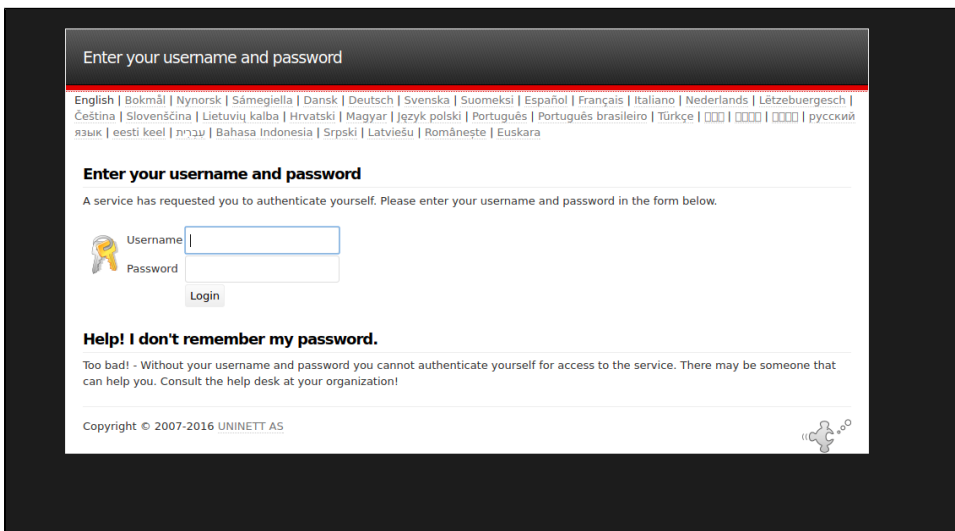 Enter your username and password
English | Bokmål | Nynorsk | Sámegiella | Dansk | Deutsch | Svenska | Suomeksi | Español | Français | Italiano | Nederlands | Lëtzebuergesch |
Čeština | Slovenščina | Lietuvių kalba | Hrvatski | Magyar | Język polski | Português | Português brasileiro | Türkçe | | | | русский
язык | eesti keel | עִבְרִית | Bahasa Indonesia | Srpski | Latviešu | Românește | Euskara
Enter your username and password
A service has requested you to authenticate yourself. Please enter your username and password in the form below.
Username
Password
Login
Help! I don't remember my password.
Too bad! - Without your username and password you cannot authenticate yourself for access to the service. There may be someone that
can help you. Consult the help desk at your organization!
Copyright © 2007-2016 UNINETT AS